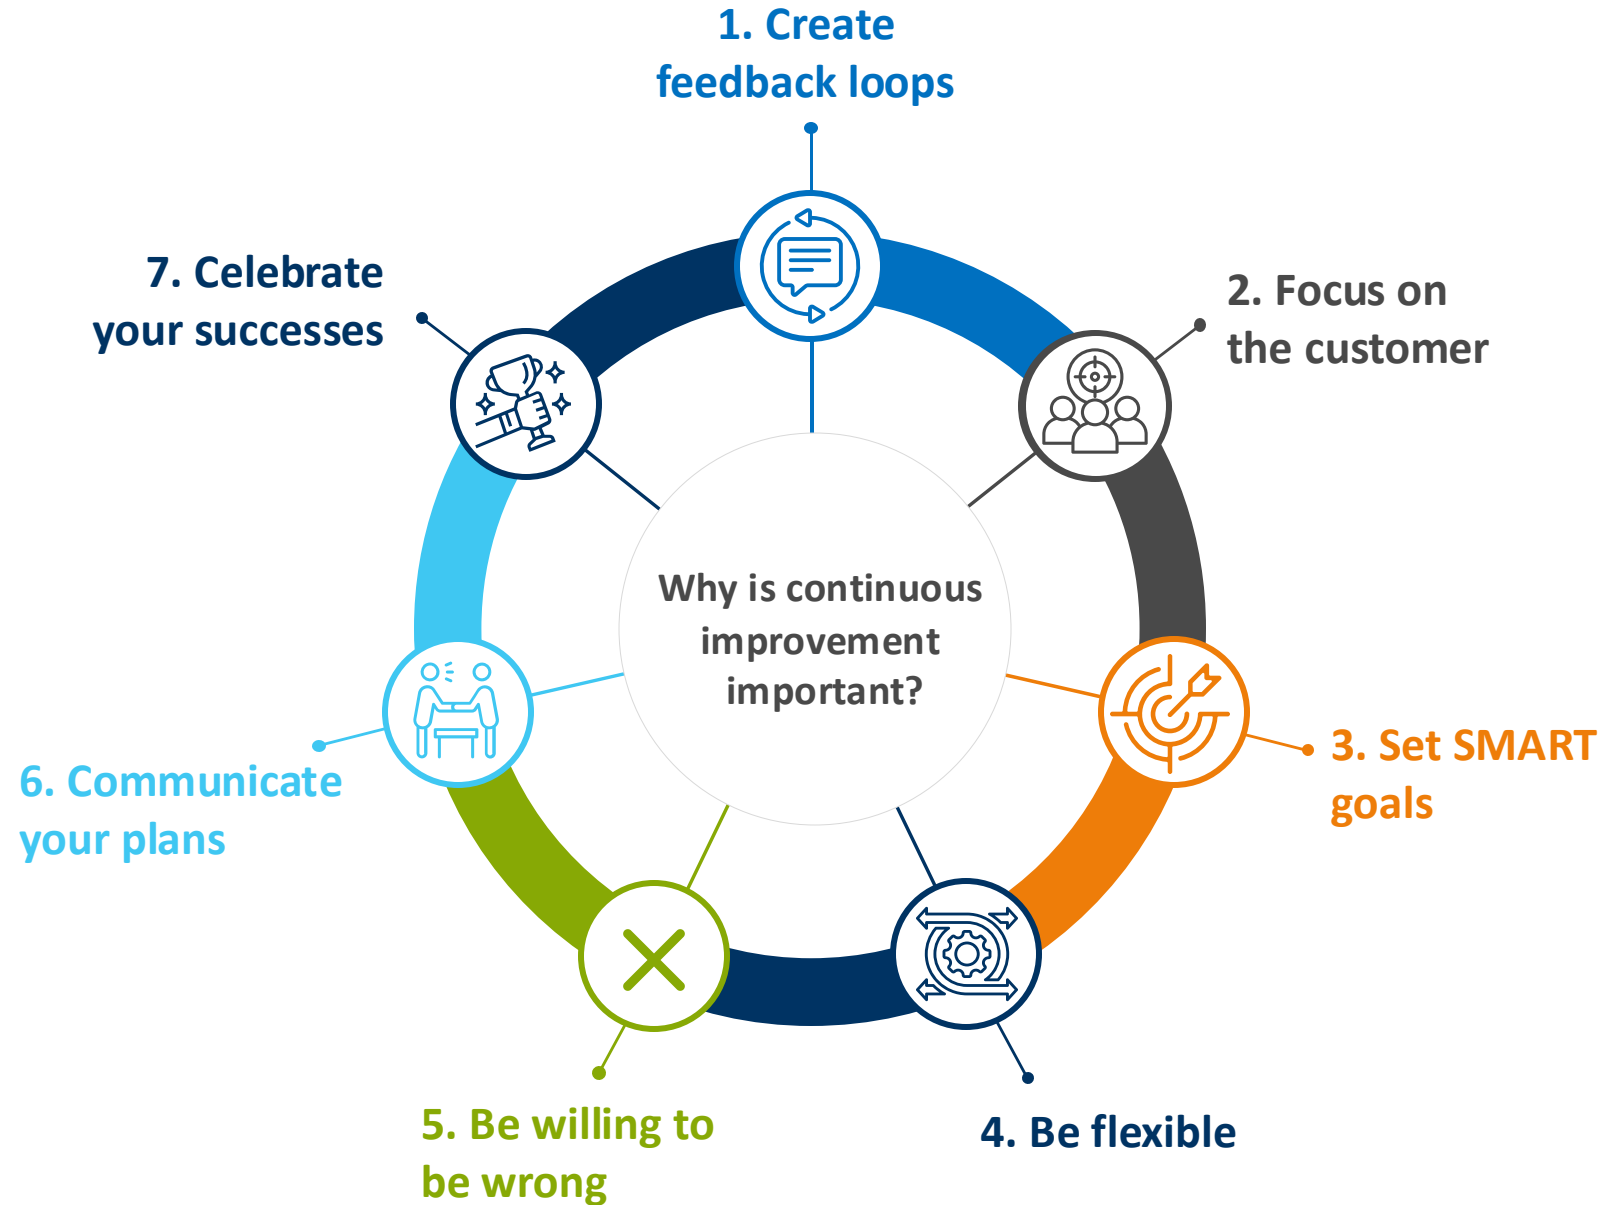 1. Create
feedback loops
2. Focus on
the customer
3. Set SMART
goals
4. Be flexible
5. Be willing to
be wrong
6. Communicate
your plans
7. Celebrate
your successes
Why is continuous
improvement
important?